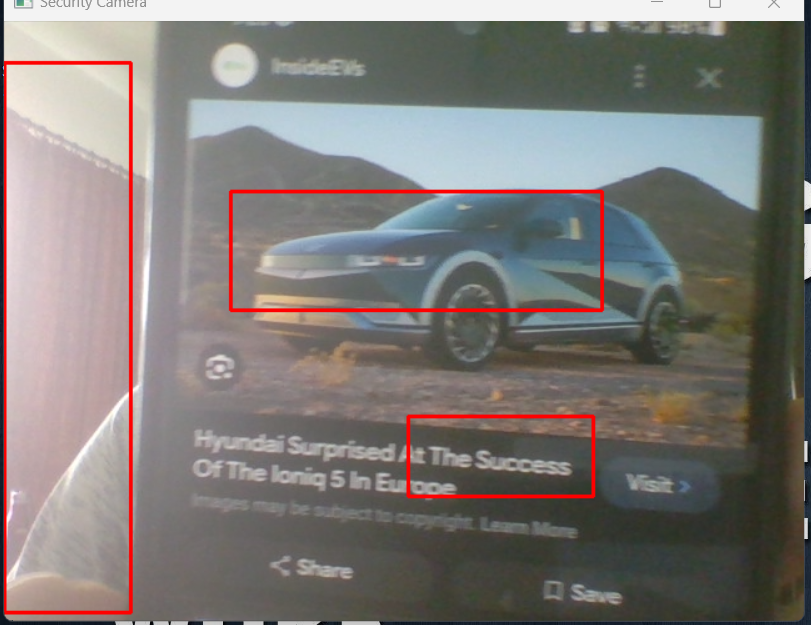 Security Camera
InsideEVs
Hyundai Surprised At The Success
Of The Ioniq 5 In Europe
Visit >
Images may be subject to copyright. Learn More
Share
Save